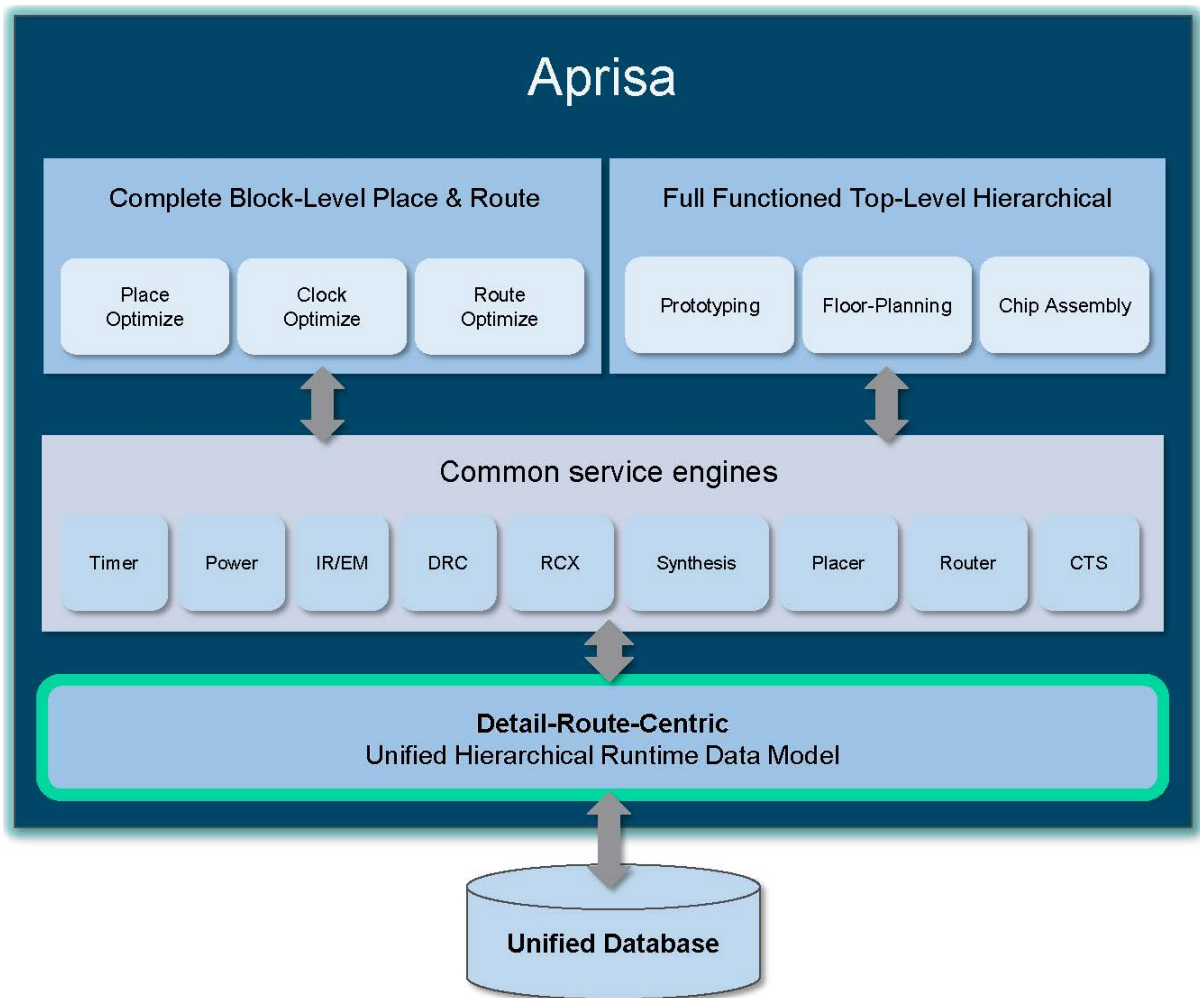 Aprisa
Complete Block-Level Place & Route
Place
Optimize
Clock
Optimize
Route
Optimize
Full Functioned Top-Level Hierarchical
Prototyping
Floor-Planning
Chip Assembly
Common service engines
Timer
Power
IR/EM
DRC
RCX
Synthesis
Placer
Router
CTS
Detail-Route-Centric
Unified Hierarchical Runtime Data Model
Unified Database